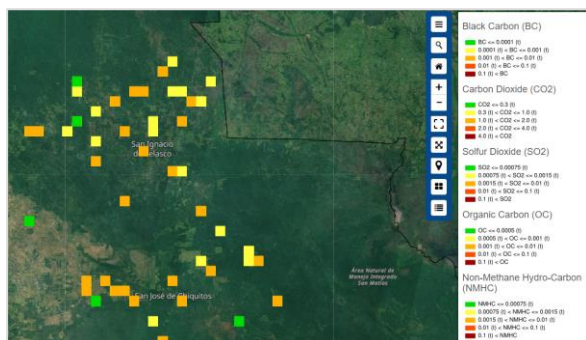 San Ignacio
de Velasco
San José de Chiquitos
Área Natural de
Manejo Integrado
San Matías
Black Carbon (BC)
BC <= 0.0001 (t)
0.0001 (t) < BC <= 0.001 (t)
0.001 (t) < BC <= 0.01 (t)
0.01 (t) < BC <= 0.1 (t)
0.1 (t) < BC
Carbon Dioxide (CO2)
CO2 <= 0.3 (t)
0.3 (t) < CO2 <= 1.0 (t)
1.0 (t) < CO2 <= 2.0 (t)
2.0 (t) < CO2 <= 4.0 (t)
4.0 (t) < CO2
Solfur Dioxide (SO2)
SO2 <= 0.00075 (t)
0.00075 (t) < SO2 <= 0.0015 (t)
0.0015 (t) < SO2 <= 0.01 (t)
0.01 (t) < SO2 <= 0.1 (t)
0.1 (t) < SO2
Organic Carbon (OC)
OC <= 0.0005 (t)
0.0005 (t) < OC <= 0.001 (t)
0.001 (t) < OC <= 0.01 (t)
0.01 (t) < OC <= 0.1 (t)
0.1 (t) < OC
Non-Methane Hydro-Carbon
(NMHC)
NMHC <= 0.00075 (t)
0.00075 (t) < NMHC <= 0.0015 (t)
0.0015 (t) < NMHC <= 0.01 (t)
0.01 (t) < NMHC <= 0.1 (t)
0.1 (t) < NMHC